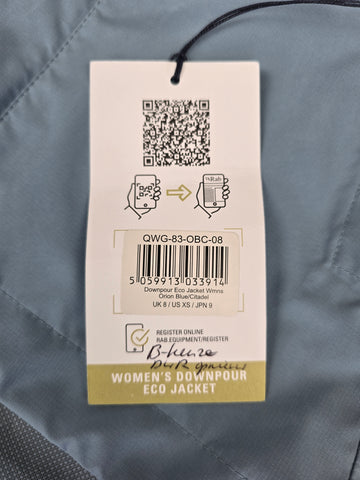 Rab
QWG-83-OBC-08
5 059913 033914
Downpour Eco Jacket Wmns
Orion Blue/Citadel
UK 8 / US XS / JPN 9
REGISTER ONLINE
RAB.EQUIPMENT/REGISTER
WOMEN'S DOWNPOUR
ECO JACKET